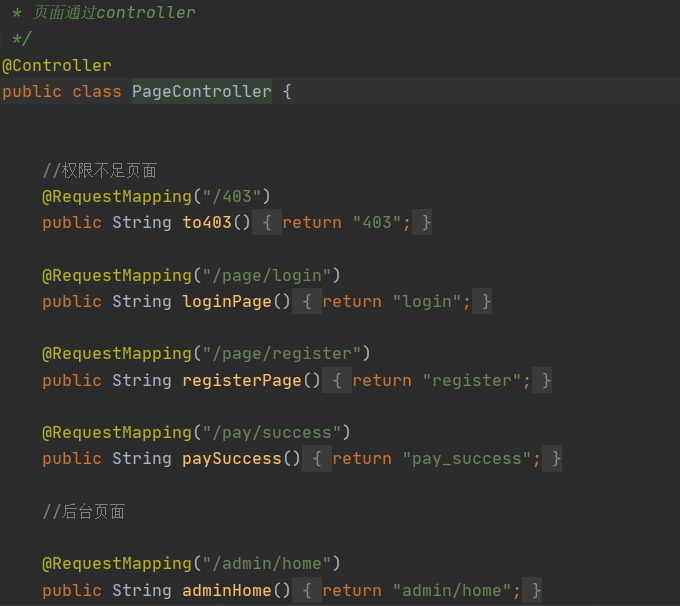 * 页面通过controller
*/
@Controller
public class PageController {
//权限不足页面
@RequestMapping("/403")
public String to403() { return "403"; }
@RequestMapping("/page/login")
public String loginPage() { return "login"; }
@RequestMapping("/page/register")
public String registerPage() { return "register"; }
@RequestMapping("/pay/success")
public String paySuccess() { return "pay_success"; }
//后台页面
@RequestMapping("/admin/home")
public String adminHome() { return "admin/home"; }